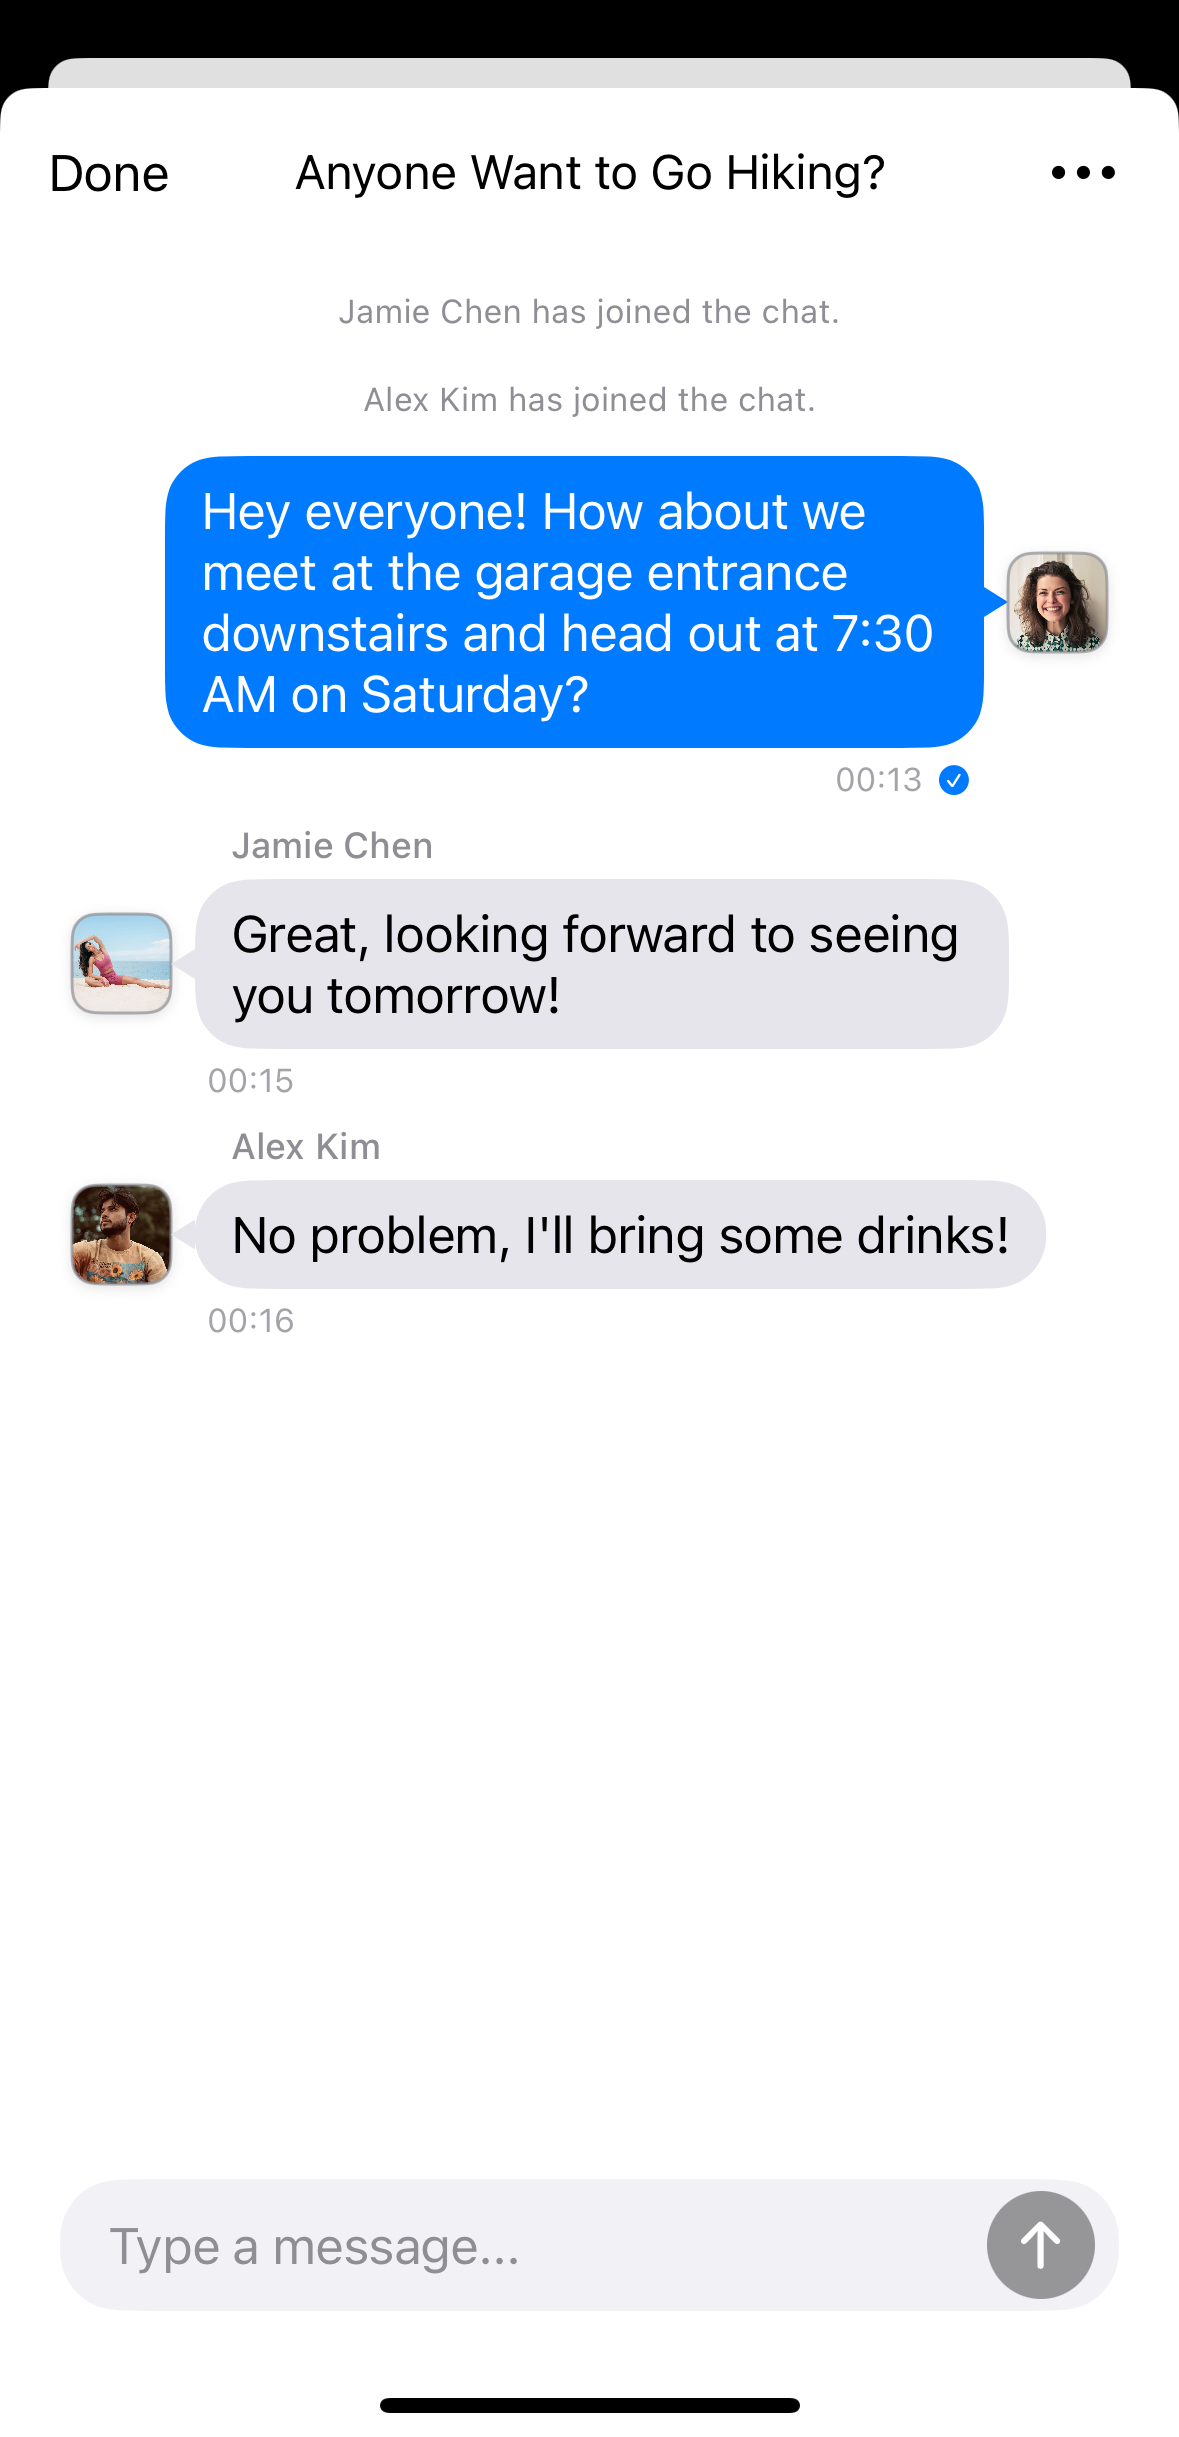 Done
Anyone Want to Go Hiking?
Jamie Chen has joined the chat.
Alex Kim has joined the chat.
Hey everyone! How about we
meet at the garage entrance
downstairs and head out at 7:30
AM on Saturday?
00:13
Jamie Chen
Great, looking forward to seeing
you tomorrow!
00:15
Alex Kim
No problem, I'll bring some drinks!
00:16
Type a message...